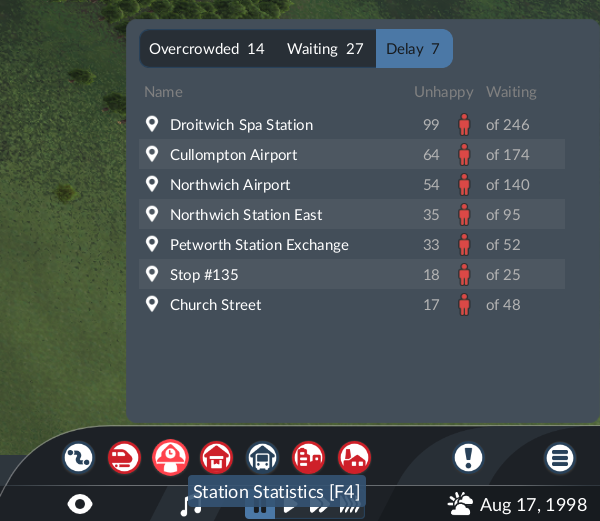 Overcrowded 14 Waiting 27 Delay 7
Name Unhappy Waiting
Droitwich Spa Station 99 of 246
Cullompton Airport 64 of 174
Northwich Airport 54 of 140
Northwich Station East 35 of 95
Petworth Station Exchange 33 of 52
Stop #135 18 of 25
Church Street 17 of 48
Station Statistics [F4]
Aug 17, 1998